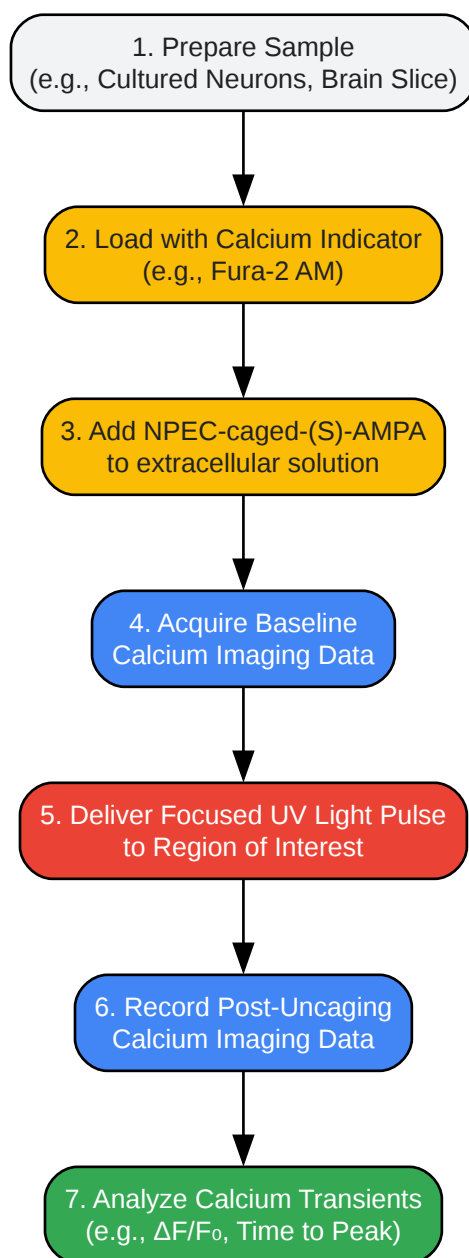 1. Prepare Sample
(e.g., Cultured Neurons, Brain Slice)
2. Load with Calcium Indicator
(e.g., Fura-2 AM)
3. Add NPEC-caged-(S)-AMPA
to extracellular solution
4. Acquire Baseline
Calcium Imaging Data
5. Deliver Focused UV Light Pulse
to Region of Interest
6. Record Post-Uncaging
Calcium Imaging Data
7. Analyze Calcium Transients
(e.g., ΔF/F₀, Time to Peak)